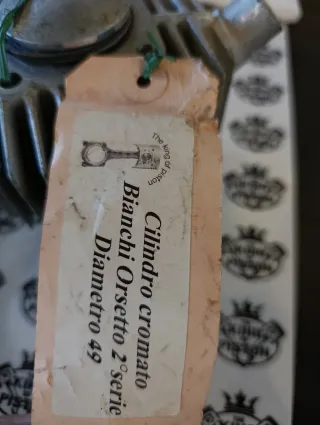 The king of piston
Cilindro cromato
Bianchi Orsetto 2°serie
Diametro 49